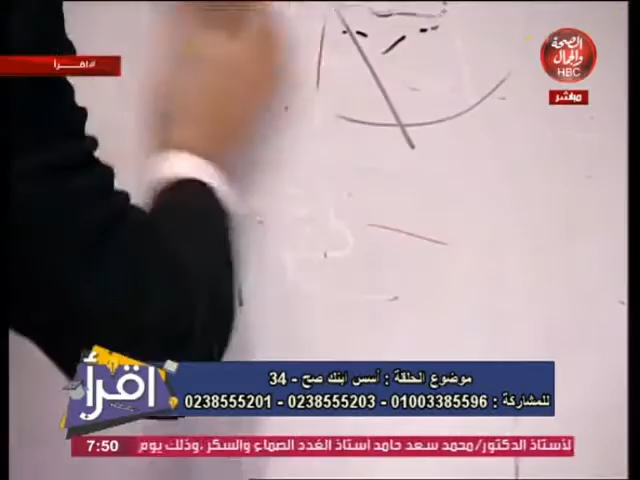 الصحة
والجمال
HBC
مباشر
#اقرأ
اقرأ
موضوع الحلقة : أسس ابنك صح - 34
للمشاركة : 01003385596 - 0238555203 - 0238555201
7:50
لأستاذ الدكتور/محمد سعد حامد أستاذ الغدد الصماء والسكر ،وذلك يوم